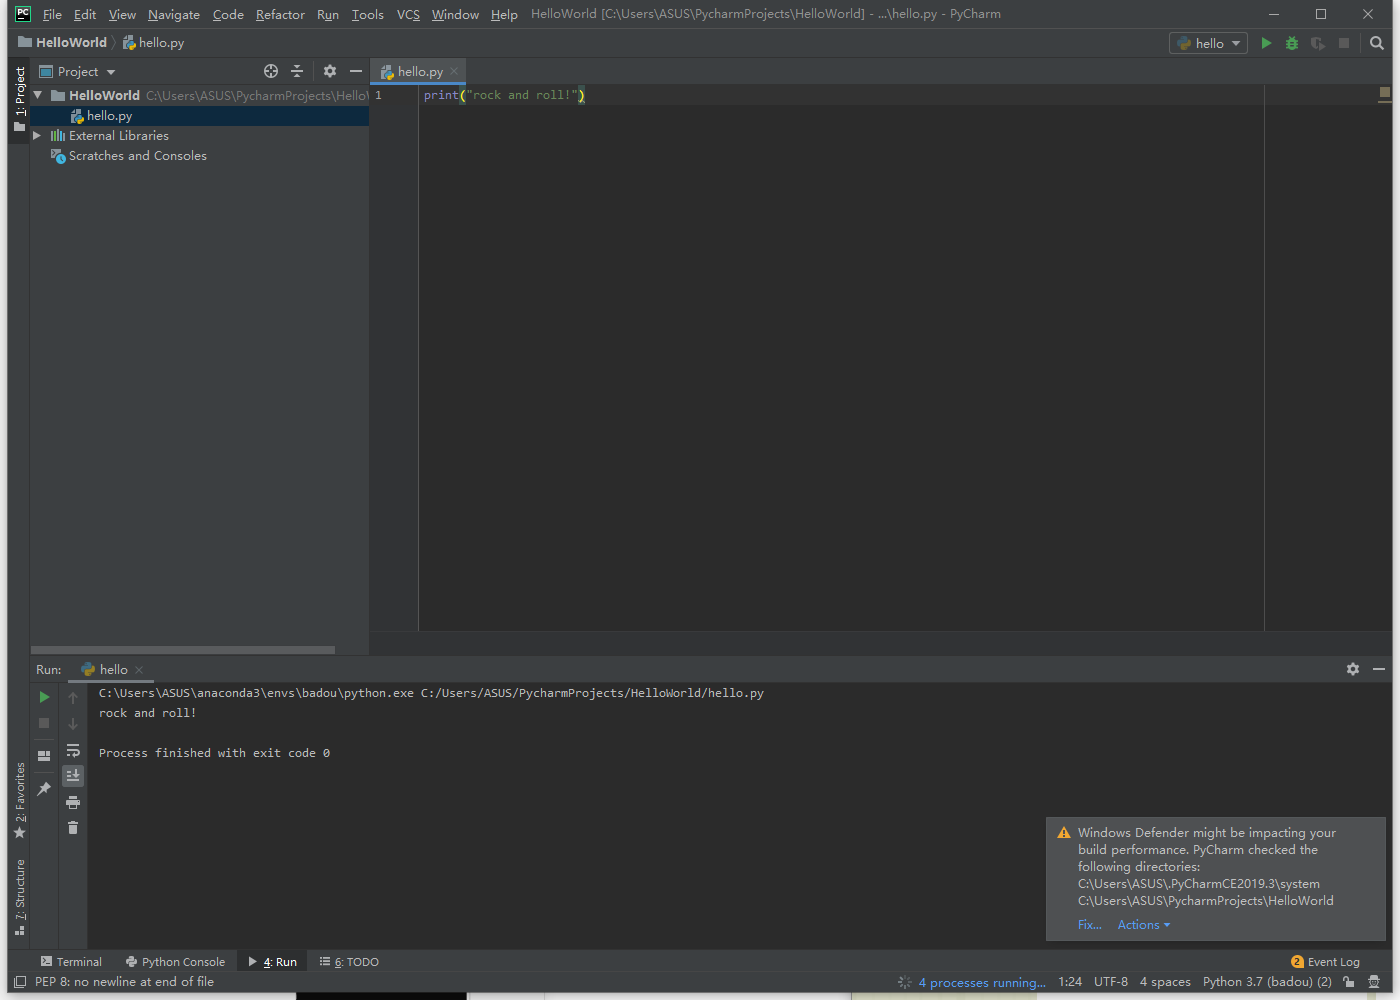 PC File Edit View Navigate Code Refactor Run Tools VCS Window Help HelloWorld [C:\Users\ASUS\PycharmProjects\HelloWorld] - ...\hello.py - PyCharm
HelloWorld hello.py hello
1: Project
Project
hello.py
HelloWorld C:\Users\ASUS\PycharmProjects\Hello\
hello.py
External Libraries
Scratches and Consoles
1 print("rock and roll!")
Run: hello
C:\Users\ASUS\anaconda3\envs\badou\python.exe C:/Users/ASUS/PycharmProjects/HelloWorld/hello.py
rock and roll!
Process finished with exit code 0
2: Favorites
7: Structure
Windows Defender might be impacting your
build performance. PyCharm checked the
following directories:
C:\Users\ASUS\.PyCharmCE2019.3\system
C:\Users\ASUS\PycharmProjects\HelloWorld
Fix... Actions
Terminal Python Console 4: Run 6: TODO 2 Event Log
PEP 8: no newline at end of file 4 processes running... 1:24 UTF-8 4 spaces Python 3.7 (badou) (2)